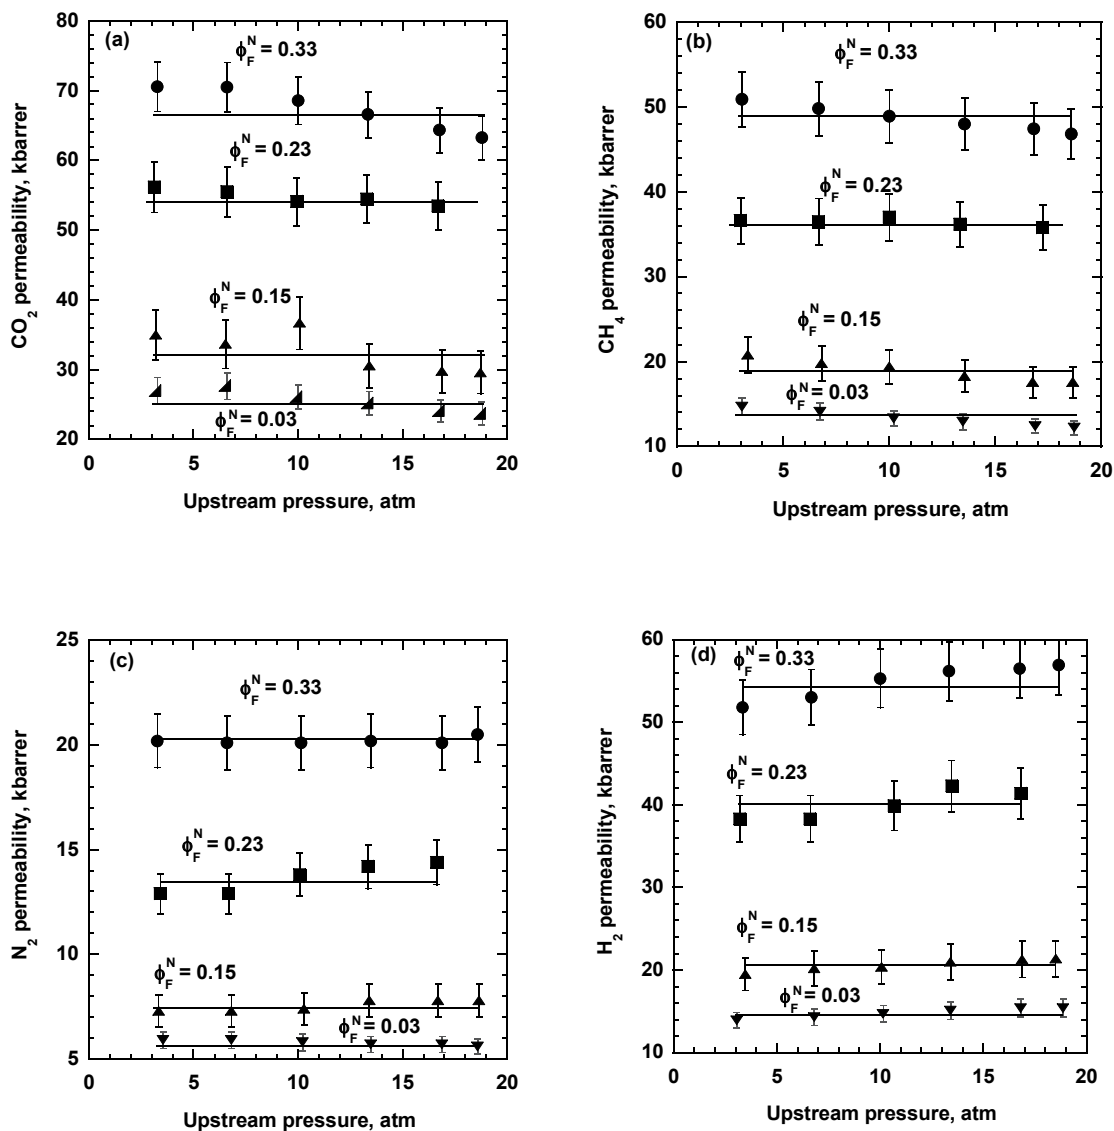 (a)
ϕ_F^N = 0.33
ϕ_F^N = 0.23
ϕ_F^N = 0.15
ϕ_F^N = 0.03
80
70
60
50
40
30
20
0 5 10 15 20
CO₂ permeability, kbarrer
Upstream pressure, atm
(b)
ϕ_F^N = 0.33
ϕ_F^N = 0.23
ϕ_F^N = 0.15
ϕ_F^N = 0.03
60
50
40
30
20
10
0 5 10 15 20
CH₄ permeability, kbarrer
Upstream pressure, atm
(c)
ϕ_F^N = 0.33
ϕ_F^N = 0.23
ϕ_F^N = 0.15
ϕ_F^N = 0.03
25
20
15
10
5
0 5 10 15 20
N₂ permeability, kbarrer
Upstream pressure, atm
(d)
ϕ_F^N = 0.33
ϕ_F^N = 0.23
ϕ_F^N = 0.15
ϕ_F^N = 0.03
60
50
40
30
20
10
0 5 10 15 20
H₂ permeability, kbarrer
Upstream pressure, atm